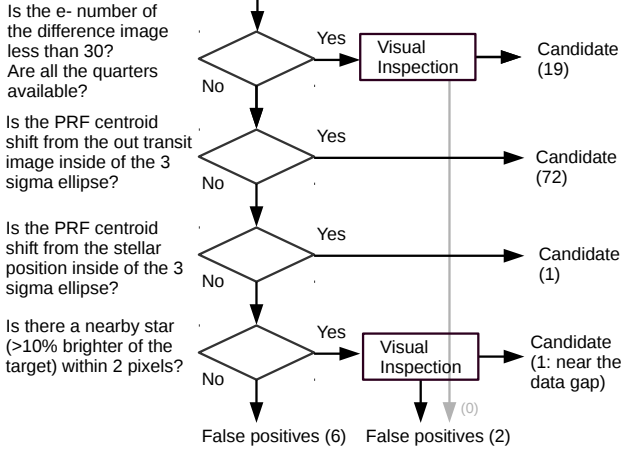 Is the e- number of
the difference image
less than 30?
Are all the quarters
available?
Yes
No
Visual
Inspection
Candidate
(19)
Is the PRF centroid
shift from the out transit
image inside of the 3
sigma ellipse?
Yes
No
Candidate
(72)
Is the PRF centroid
shift from the stellar
position inside of the 3
sigma ellipse?
Yes
No
Candidate
(1)
Is there a nearby star
(>10% brighter of the
target) within 2 pixels?
Yes
No
Visual
Inspection
Candidate
(1: near the
data gap)
(0)
False positives (6)
False positives (2)